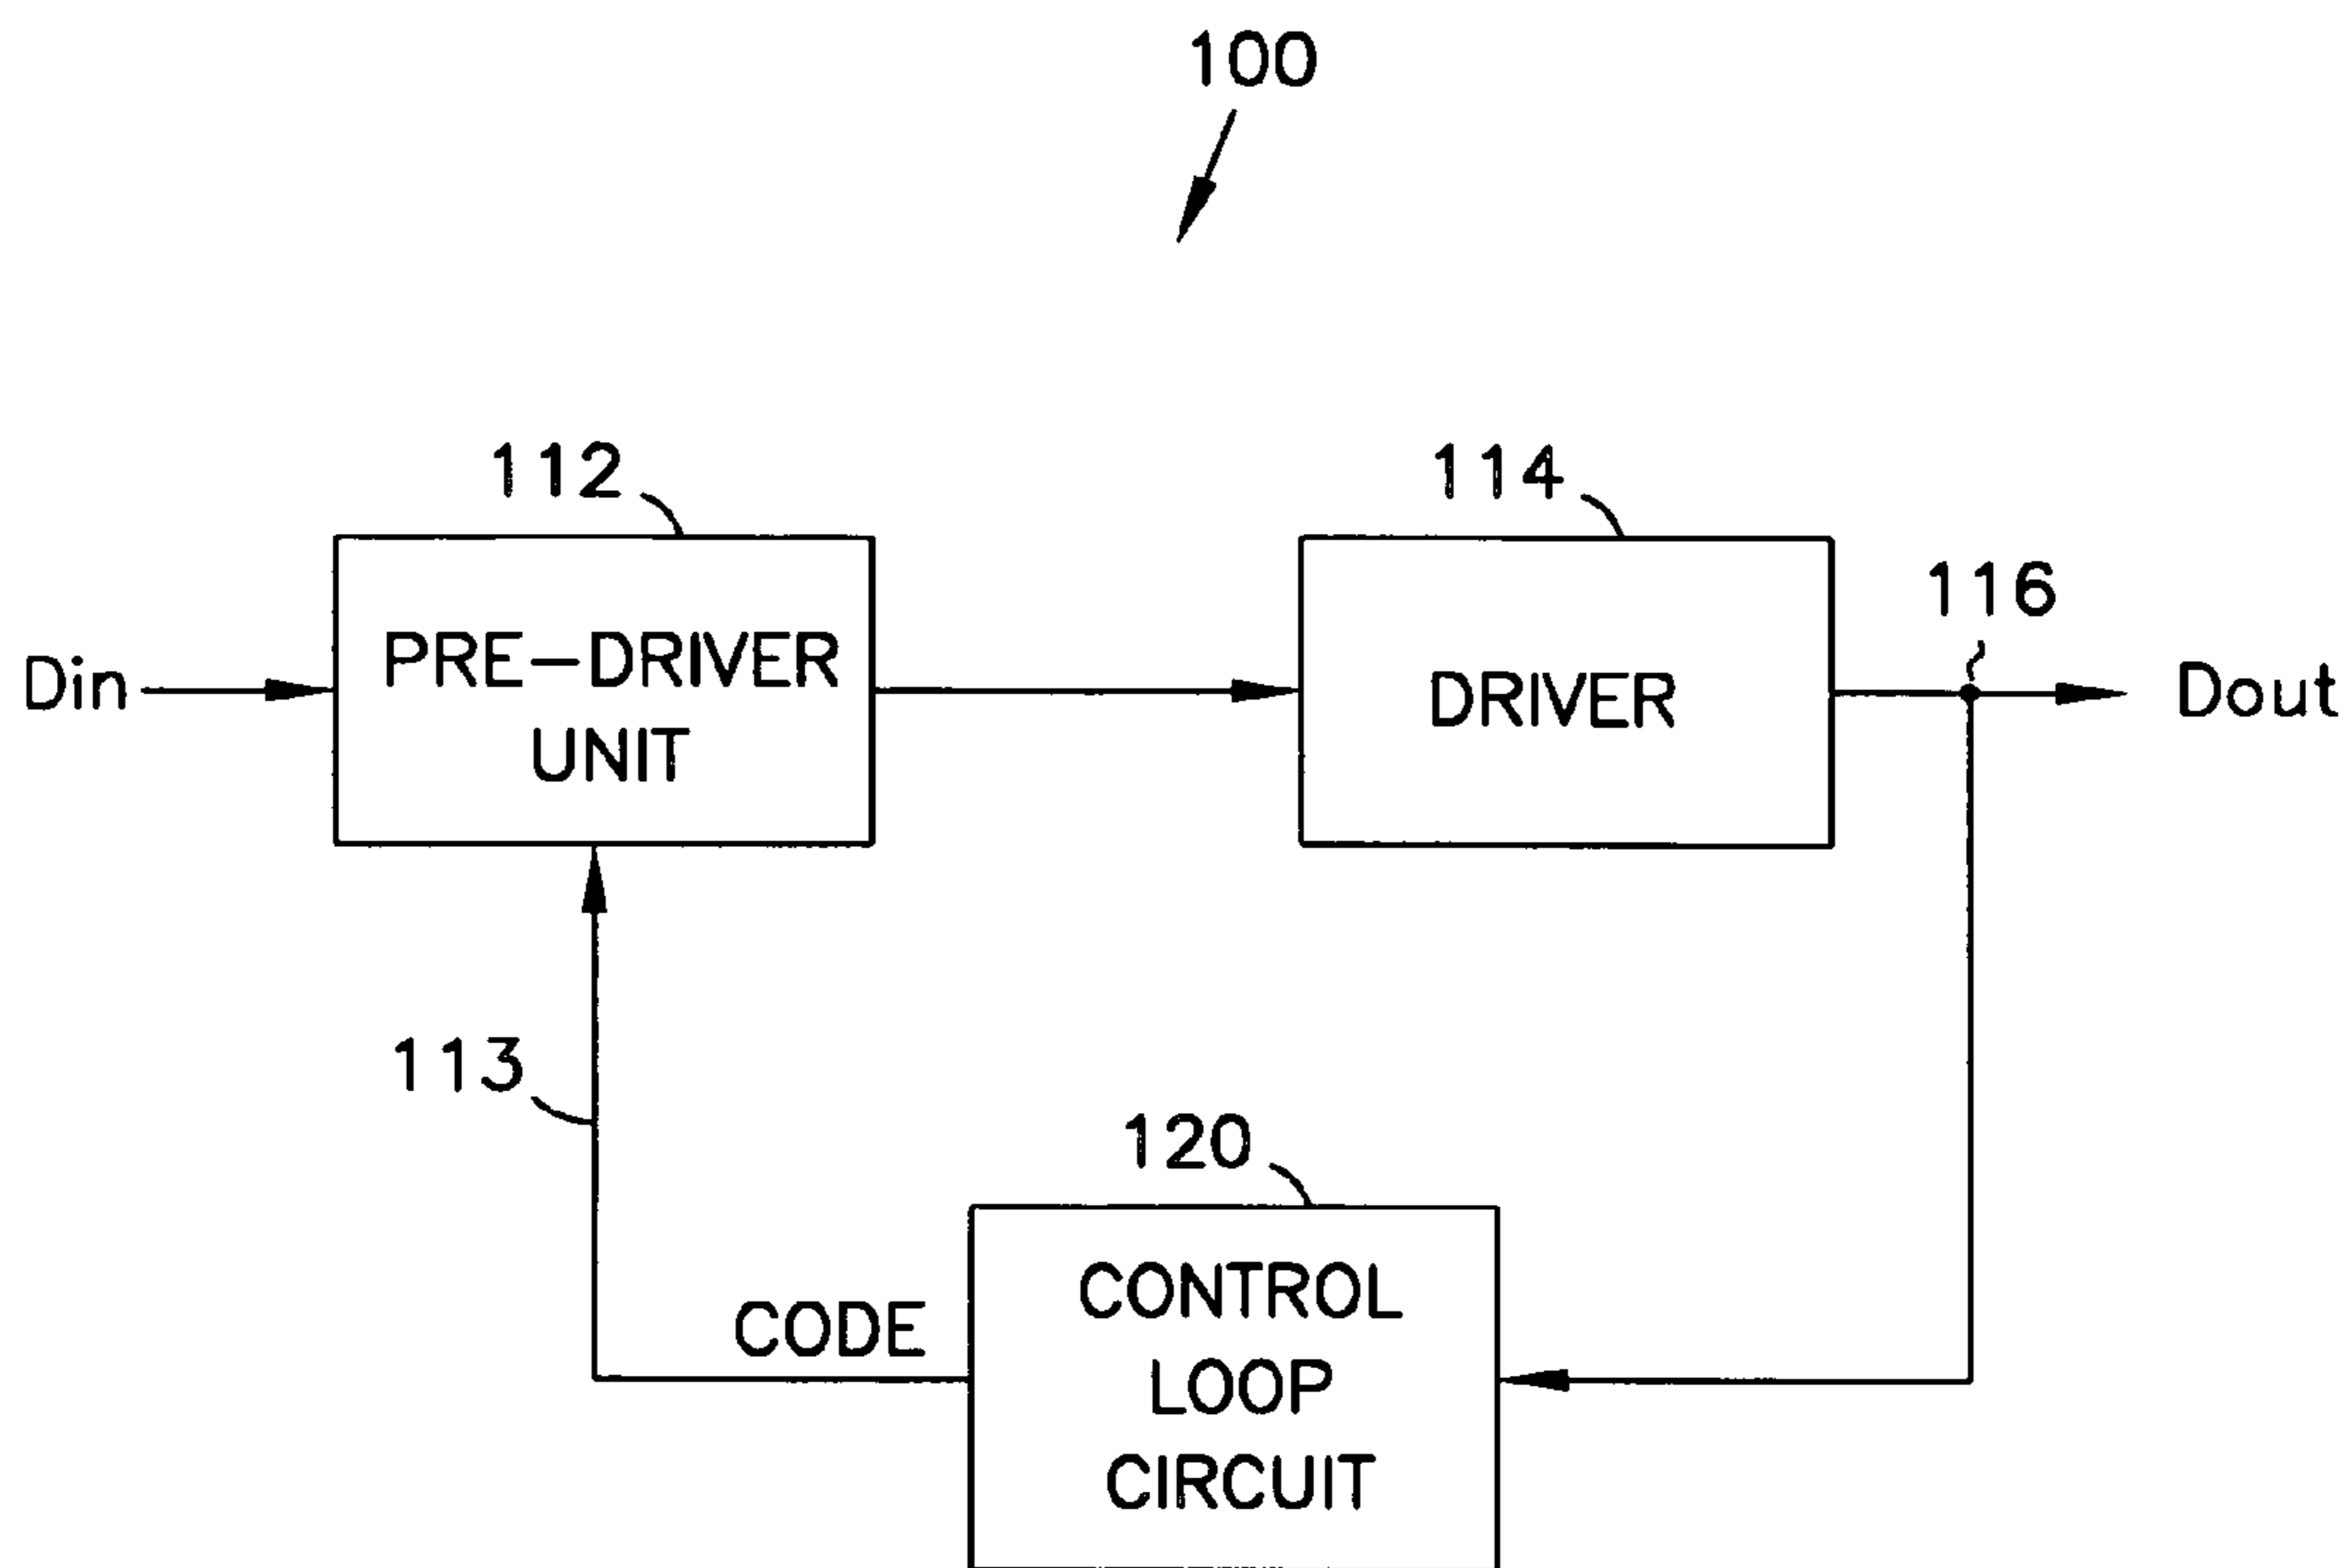 100
112
114
116
Din
PRE-DRIVER
UNIT
DRIVER
Dout
113
120
CODE
CONTROL
LOOP
CIRCUIT